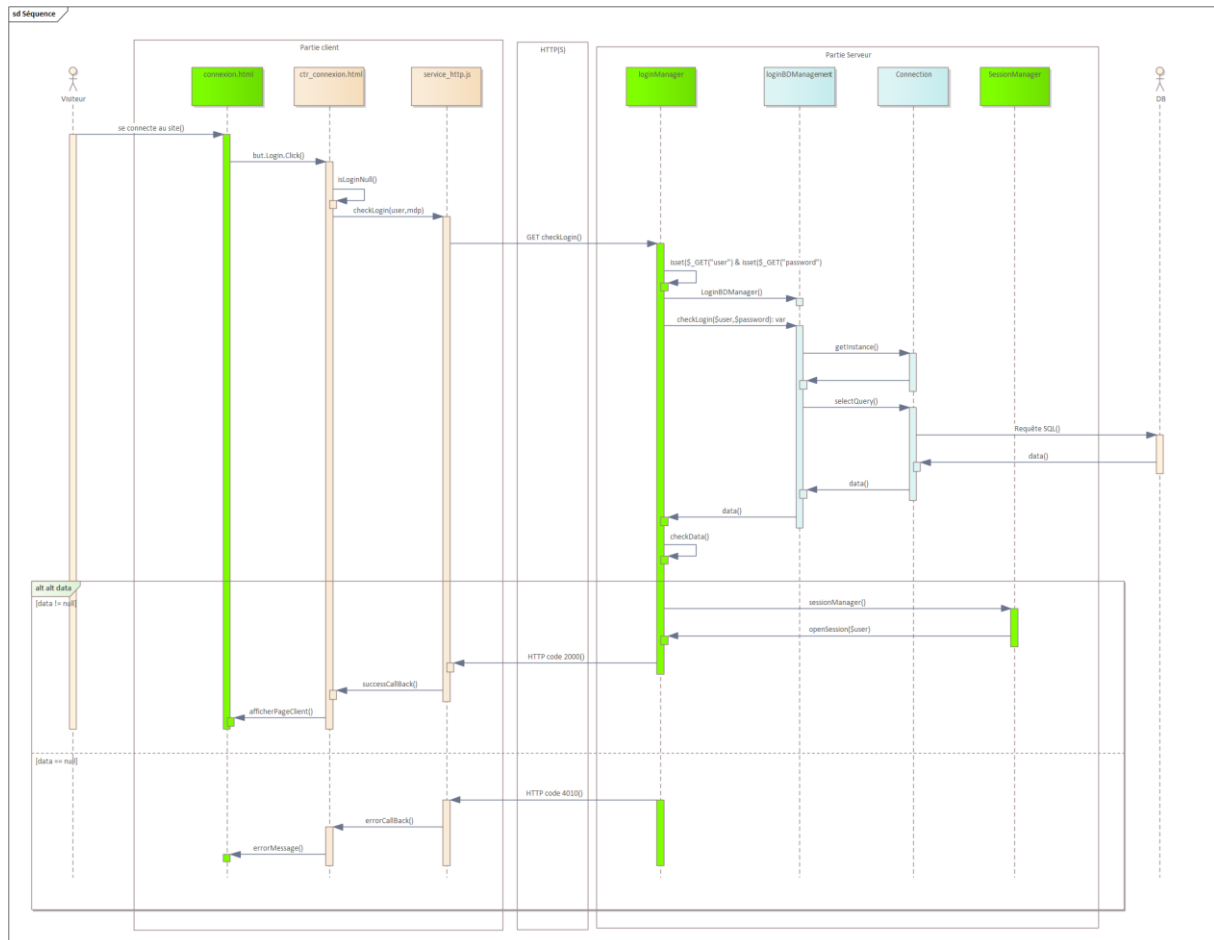 sd Séquence
Partie client
HTTP(S)
Partie Serveur
connexion.html
ctr_connexion.html
service_http.js
loginManager
loginBDManagement
Connection
SessionManager
Visiteur
DB
se connecte au site()
but.Login.Click()
isLoginNull()
checkLogin(user,mdp)
GET checkLogin()
isset($_GET("user") & isset($_GET("password")
LoginBDManager()
checkLogin($user,$password): var
getInstance()
selectQuery()
Requête SQL()
data()
data()
data()
checkData()
alt alt data
[data != null]
sessionManager()
openSession($user)
HTTP code 2000()
successCallBack()
afficherPageClient()
[data == null]
HTTP code 4010()
errorCallBack()
errorMessage()